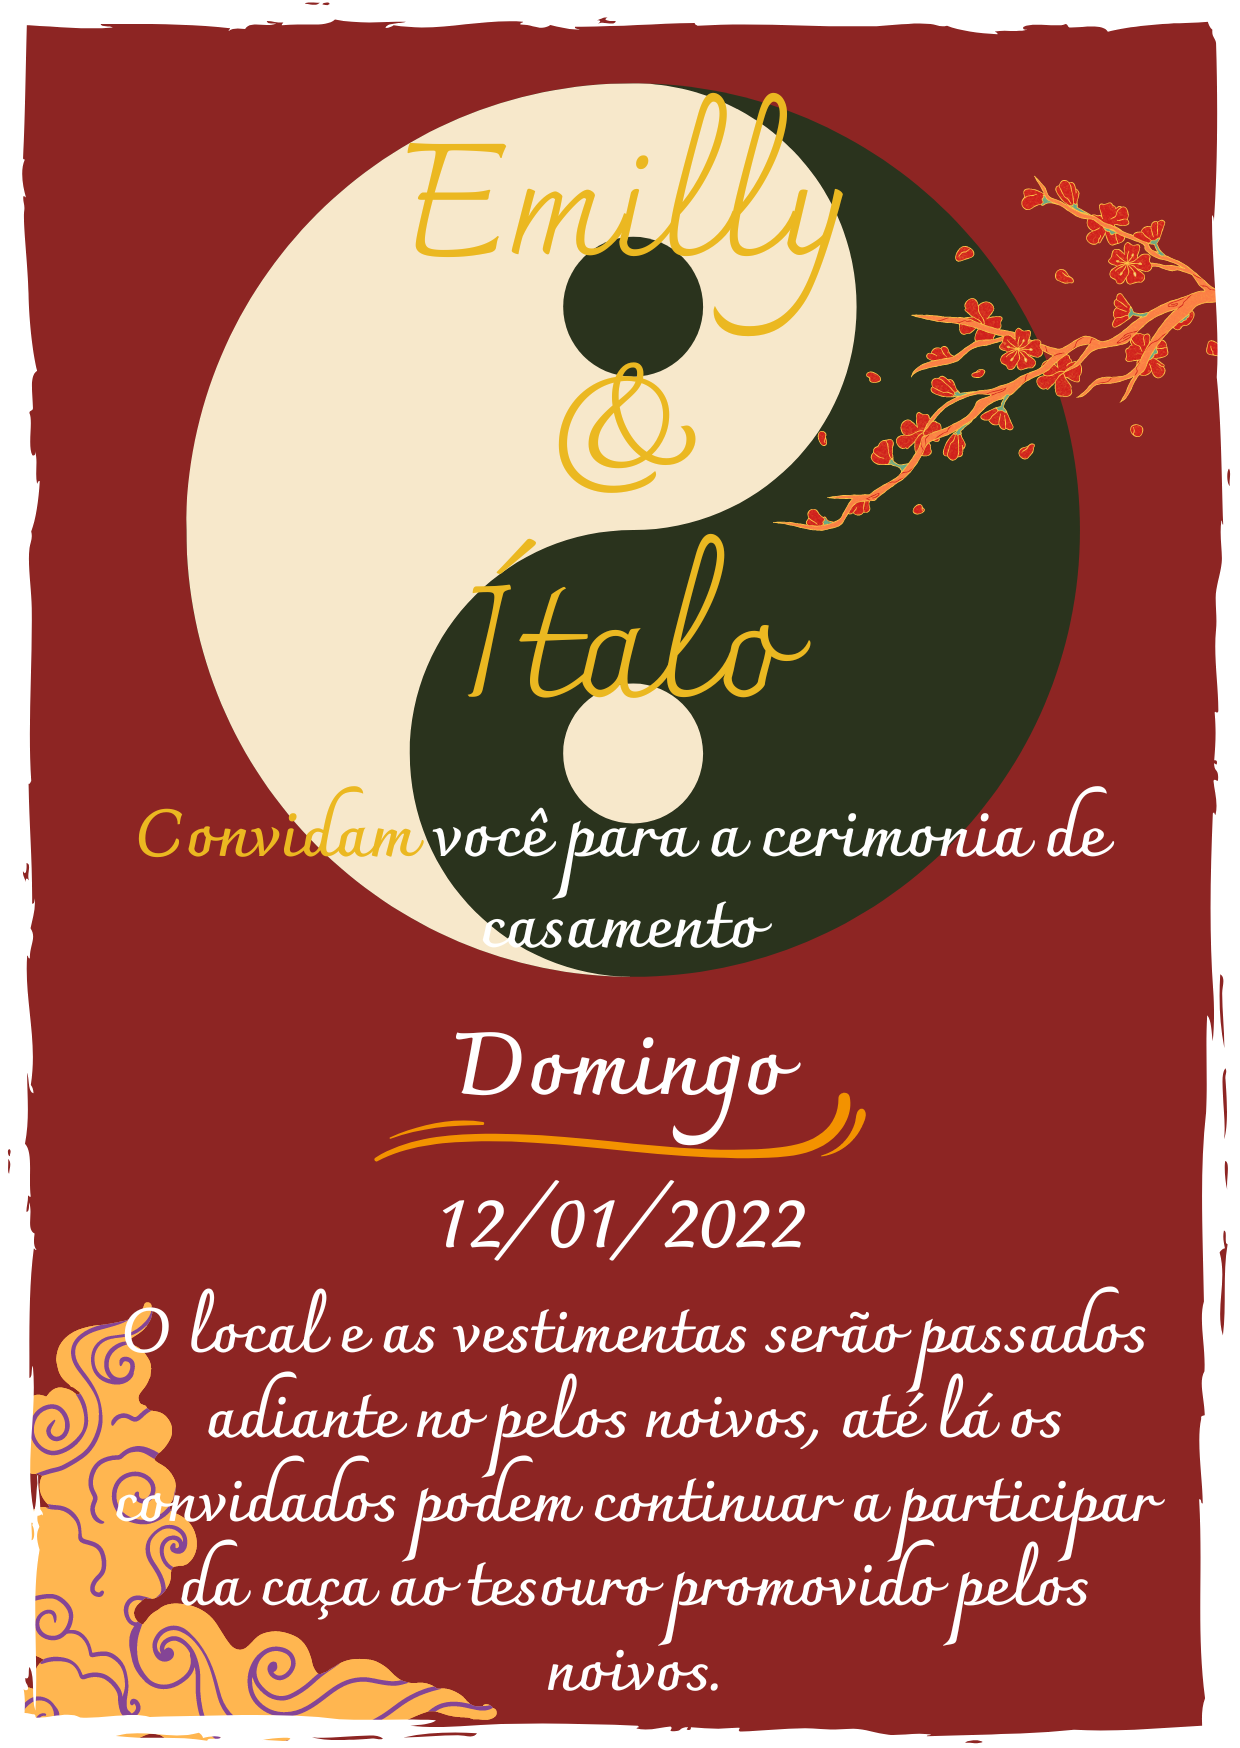 Emilly
&
Ítalo
Convidam você para a cerimonia de
casamento
Domingo
12/01/2022
O local e as vestimentas serão passados
adiante no pelos noivos, até lá os
convidados podem continuar a participar
da caça ao tesouro promovido pelos
noivos.